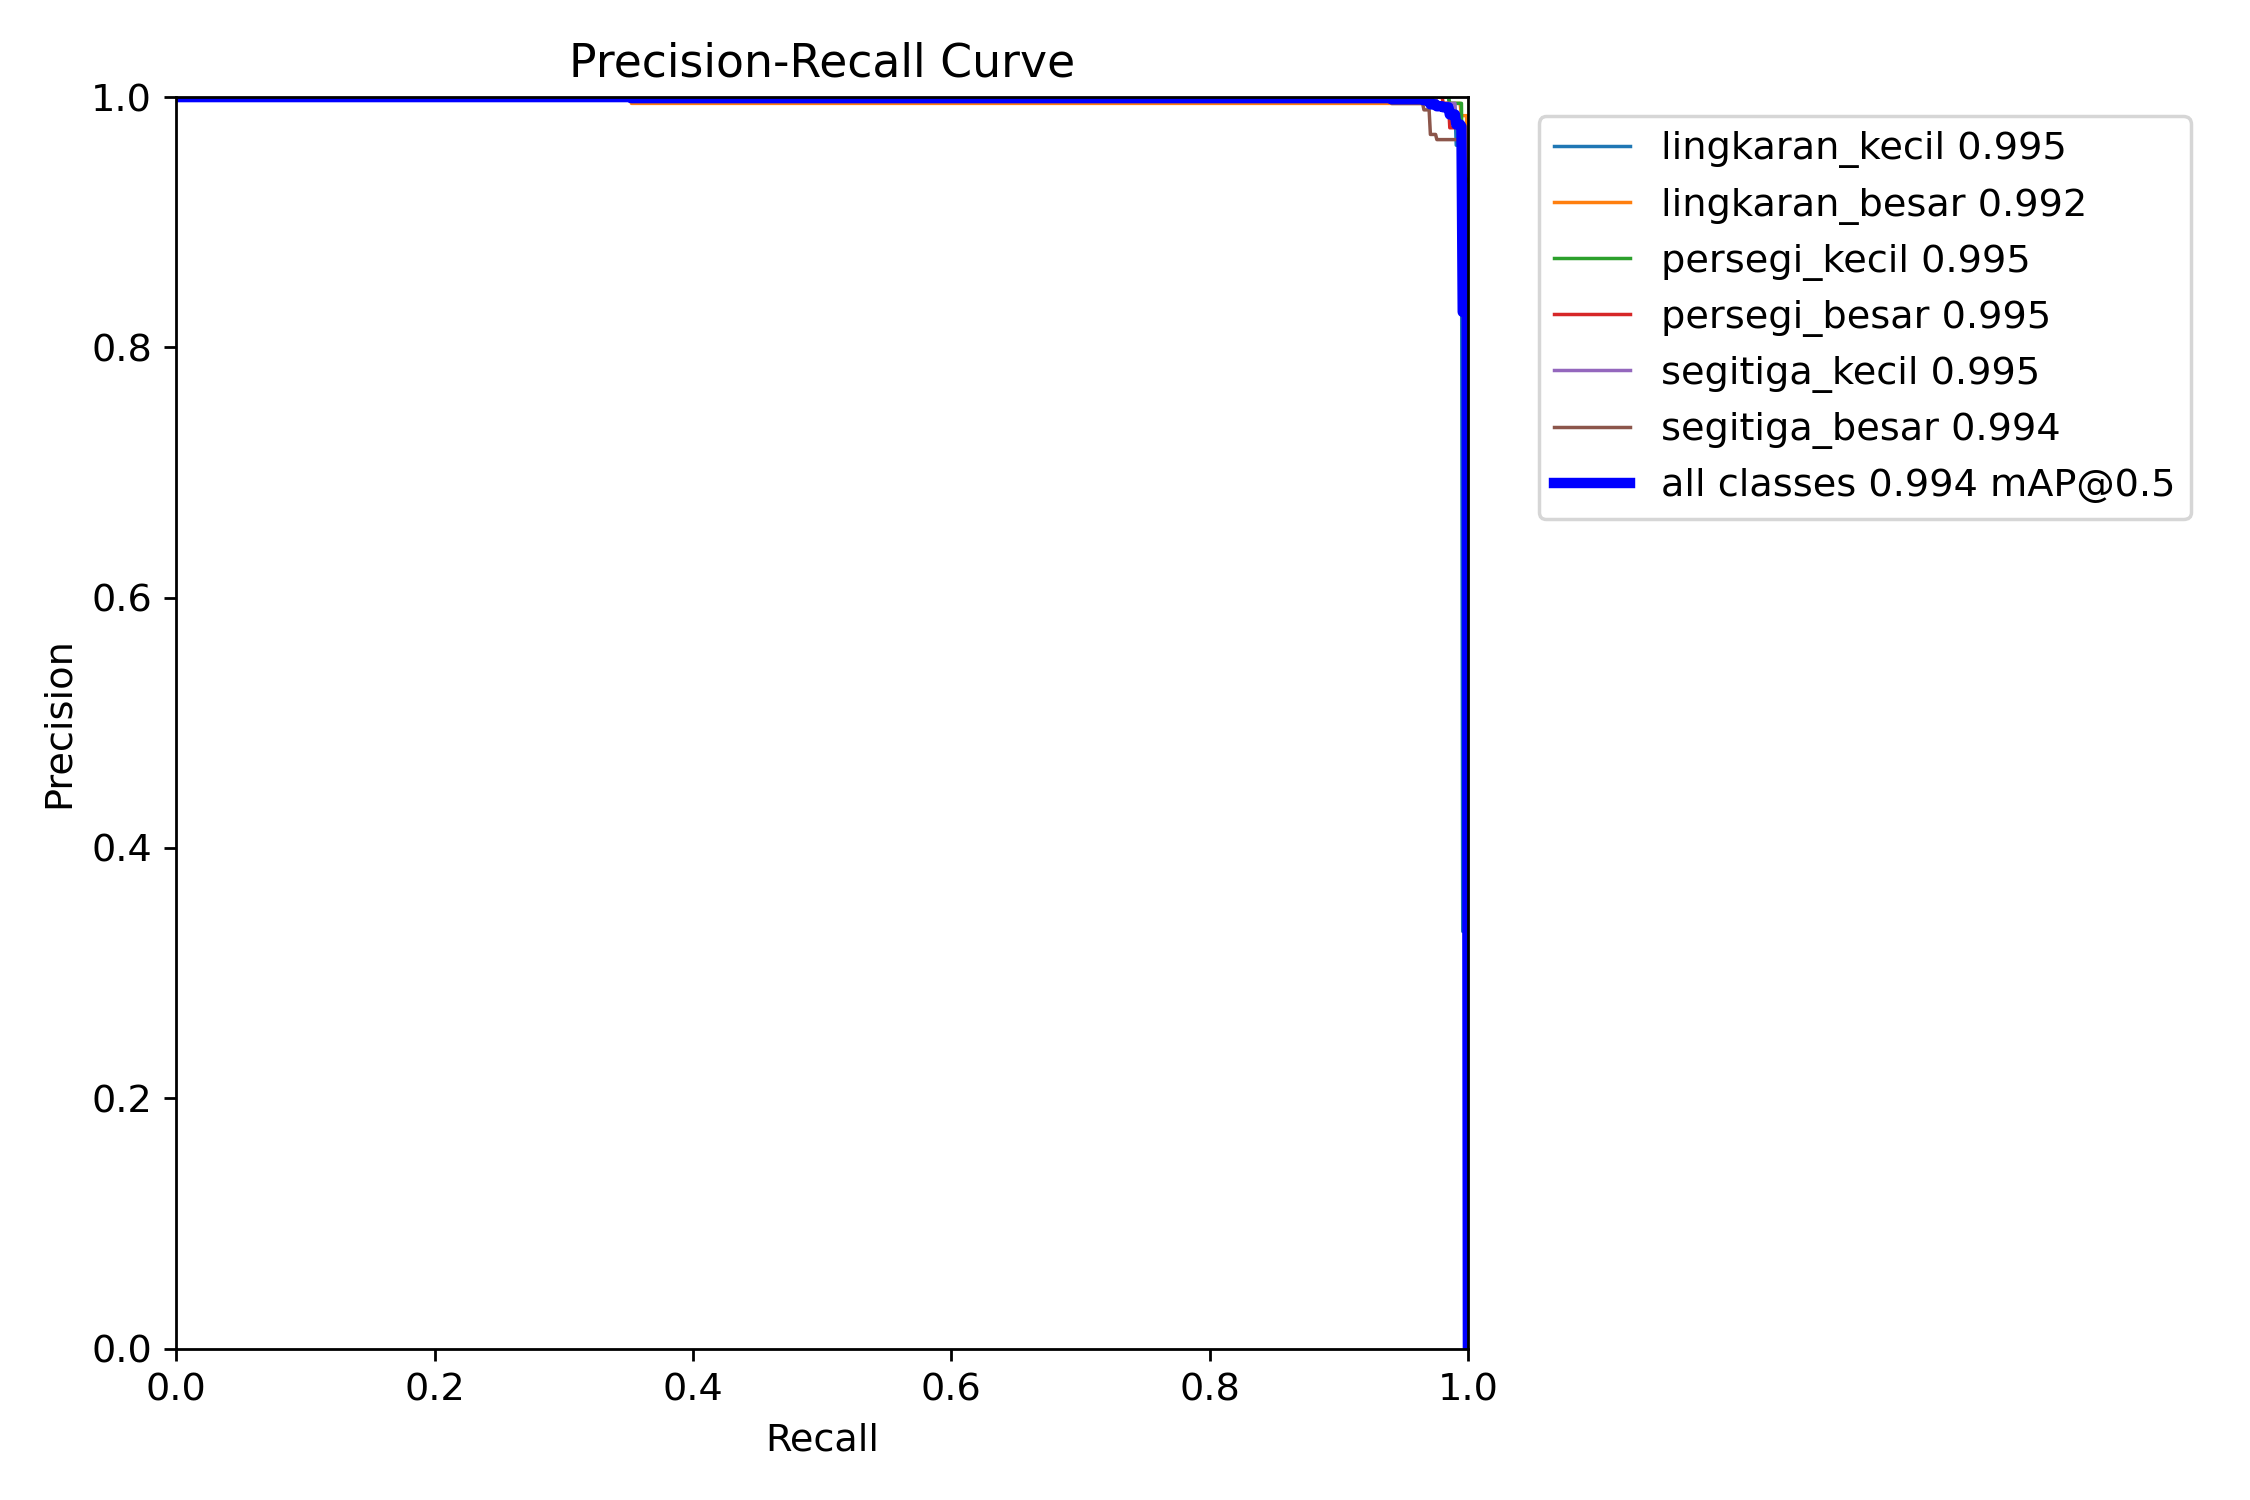 Precision-Recall Curve
1.0
0.8
0.6
0.4
0.2
0.0
Precision
0.0 0.2 0.4 0.6 0.8 1.0
Recall
lingkaran_kecil 0.995
lingkaran_besar 0.992
persegi_kecil 0.995
persegi_besar 0.995
segitiga_kecil 0.995
segitiga_besar 0.994
all classes 0.994 mAP@0.5